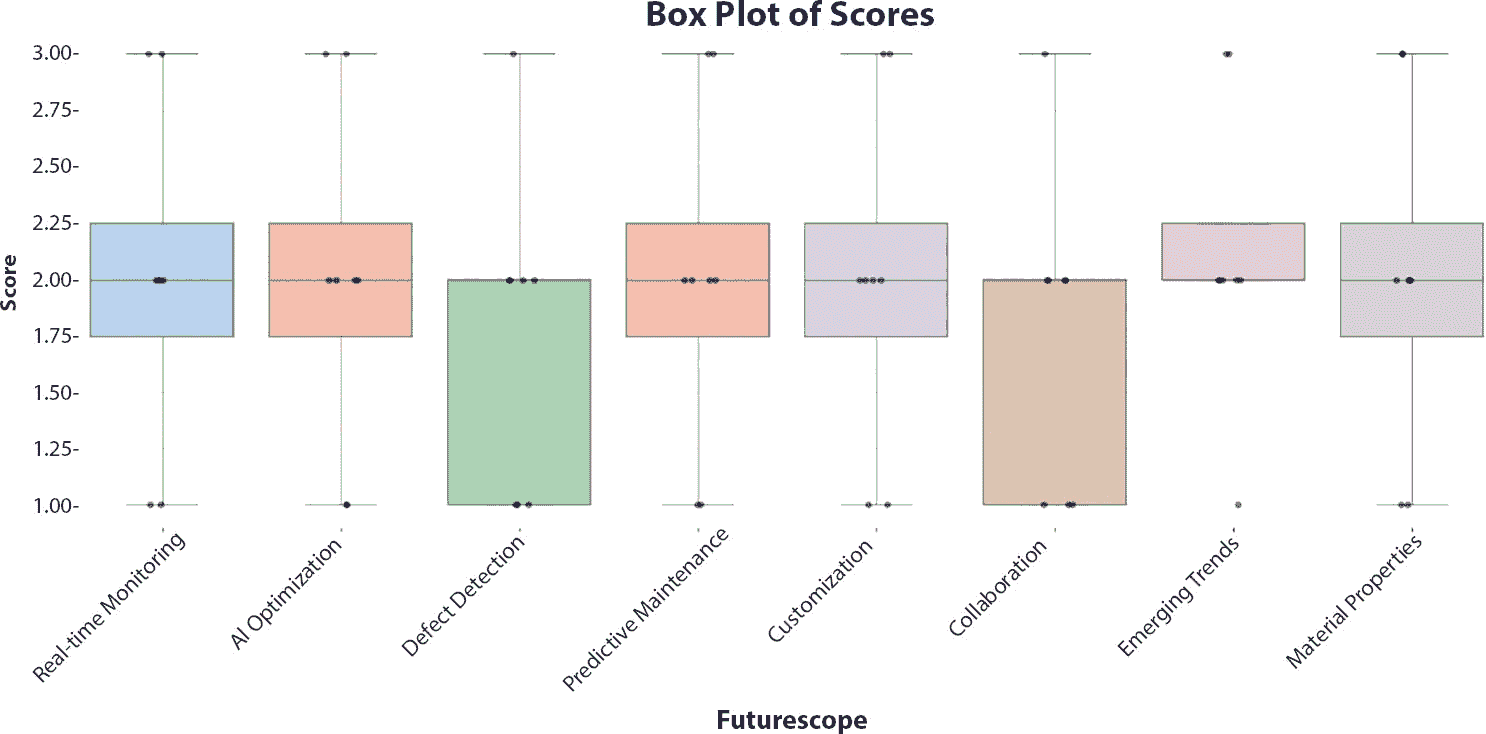 Box Plot of Scores
3.00-
2.75-
2.50-
2.25-
2.00-
1.75-
1.50-
1.25-
1.00-
Score
Real-time Monitoring
AI Optimization
Defect Detection
Predictive Maintenance
Customization
Collaboration
Emerging Trends
Material Properties
Futurescope